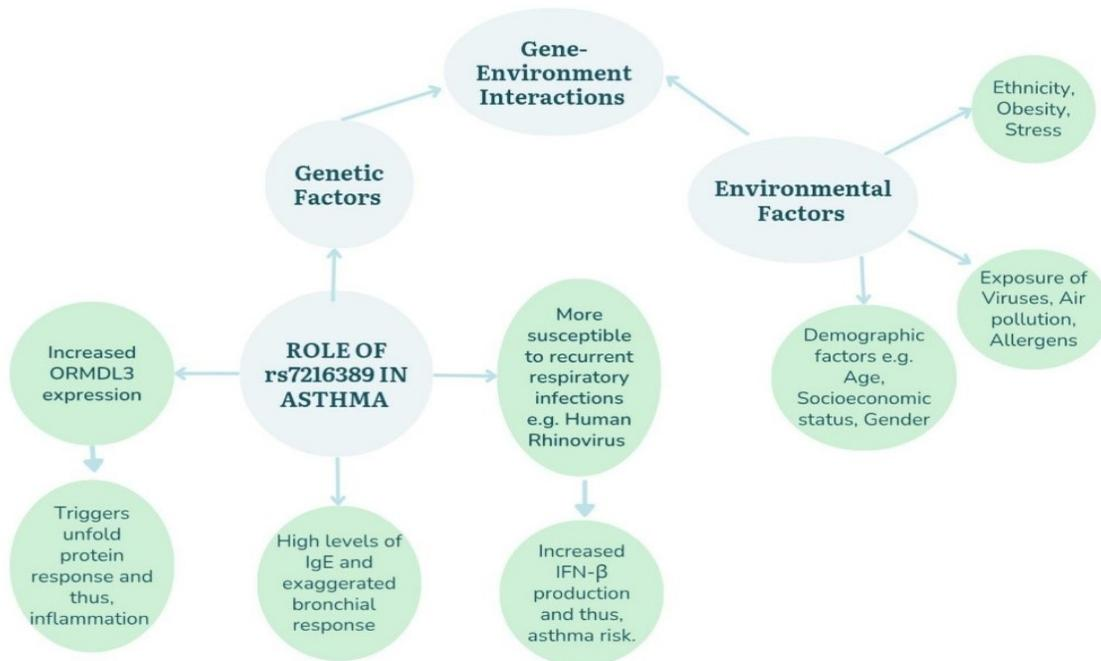 Gene-
Environment
Interactions
Ethnicity,
Obesity,
Stress
Genetic
Factors
Environmental
Factors
Exposure of
Viruses, Air
pollution,
Allergens
Demographic
factors e.g.
Age,
Socioeconomic
status, Gender
Increased
ORMDL3
expression
ROLE OF
rs7216389 IN
ASTHMA
More
susceptible
to recurrent
respiratory
infections
e.g. Human
Rhinovirus
Triggers
unfold
protein
response and
thus,
inflammation
High levels of
IgE and
exaggerated
bronchial
response
Increased
IFN-β
production
and thus,
asthma risk.